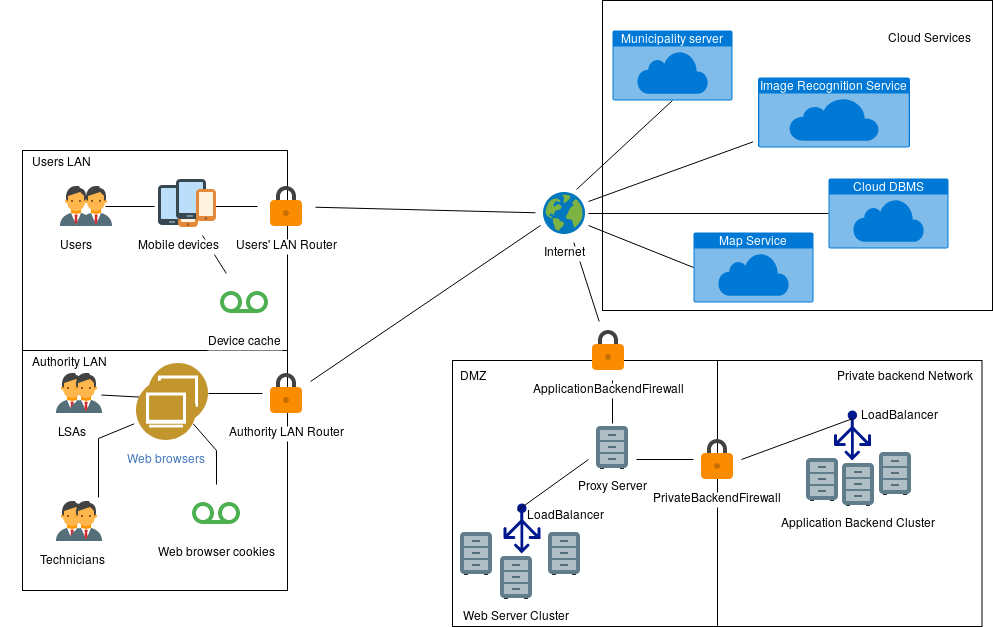 Municipality server
Cloud Services
Image Recognition Service
Users LAN
Cloud DBMS
Users
Mobile devices
Users' LAN Router
Internet
Map Service
Device cache
Authority LAN
DMZ
Private backend Network
ApplicationBackendFirewall
LoadBalancer
LSAs
Authority LAN Router
Web browsers
Proxy Server
PrivateBackendFirewall
LoadBalancer
Application Backend Cluster
Technicians
Web browser cookies
Web Server Cluster